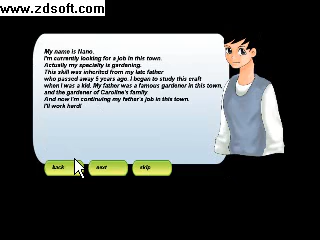 www.zdsoft.com
My name is Nano.
I'm currently looking for a job in this town.
Actually my specialty is gardening.
This skill was inherited from my late father
who passed away 5 years ago. I began to study this craft
when I was a kid. My father was a famous gardener in this town,
and the gardener of Caroline's family.
And now I'm continuing my father's job in this town.
I'll work hard!
back next skip